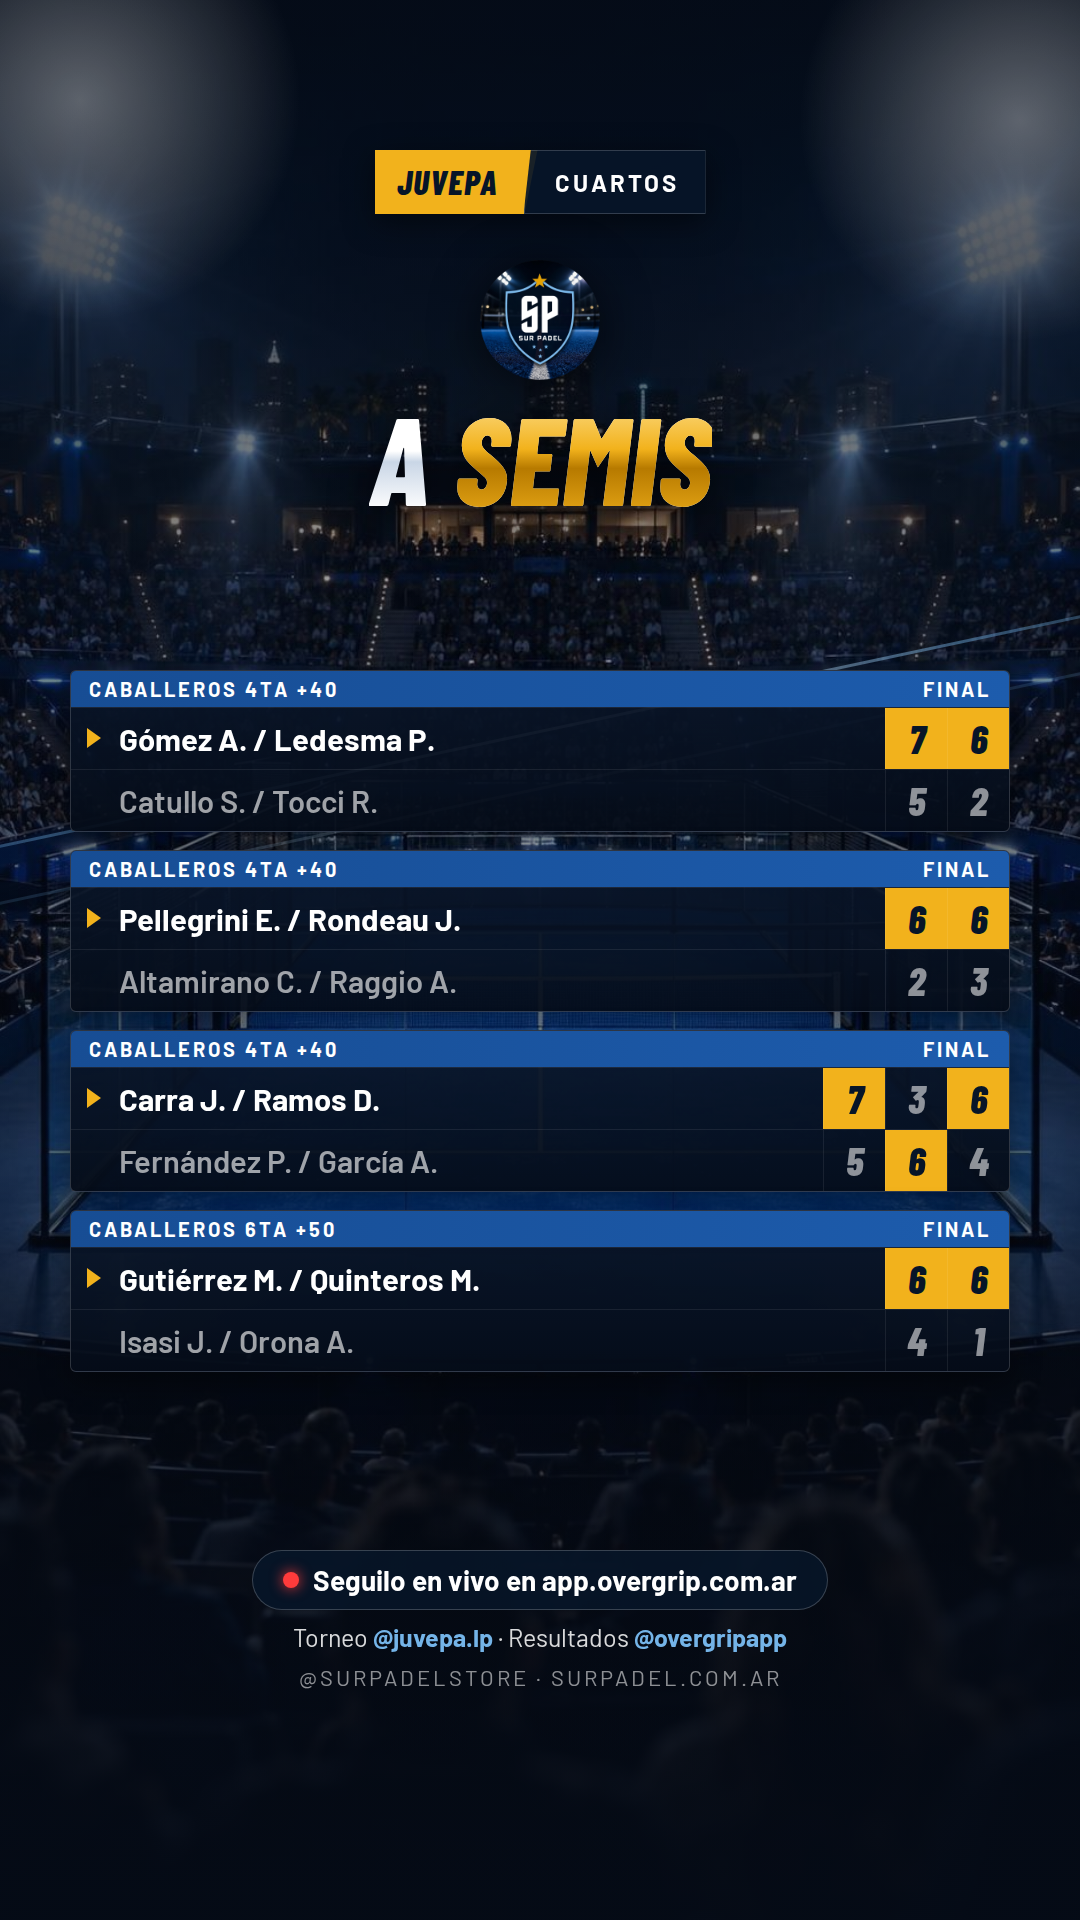 JUVEPA CUARTOS
SP
SUR PADEL
A SEMIS
CABALLEROS 4TA +40 FINAL
Gómez A. / Ledesma P. 7 6
Catullo S. / Tocci R. 5 2
CABALLEROS 4TA +40 FINAL
Pellegrini E. / Rondeau J. 6 6
Altamirano C. / Raggio A. 2 3
CABALLEROS 4TA +40 FINAL
Carra J. / Ramos D. 7 3 6
Fernández P. / García A. 5 6 4
CABALLEROS 6TA +50 FINAL
Gutiérrez M. / Quinteros M. 6 6
Isasi J. / Orona A. 4 1
Seguilo en vivo en app.overgrip.com.ar
Torneo @juvepa.lp · Resultados @overgripapp
@SURPADELSTORE · SURPADEL.COM.AR